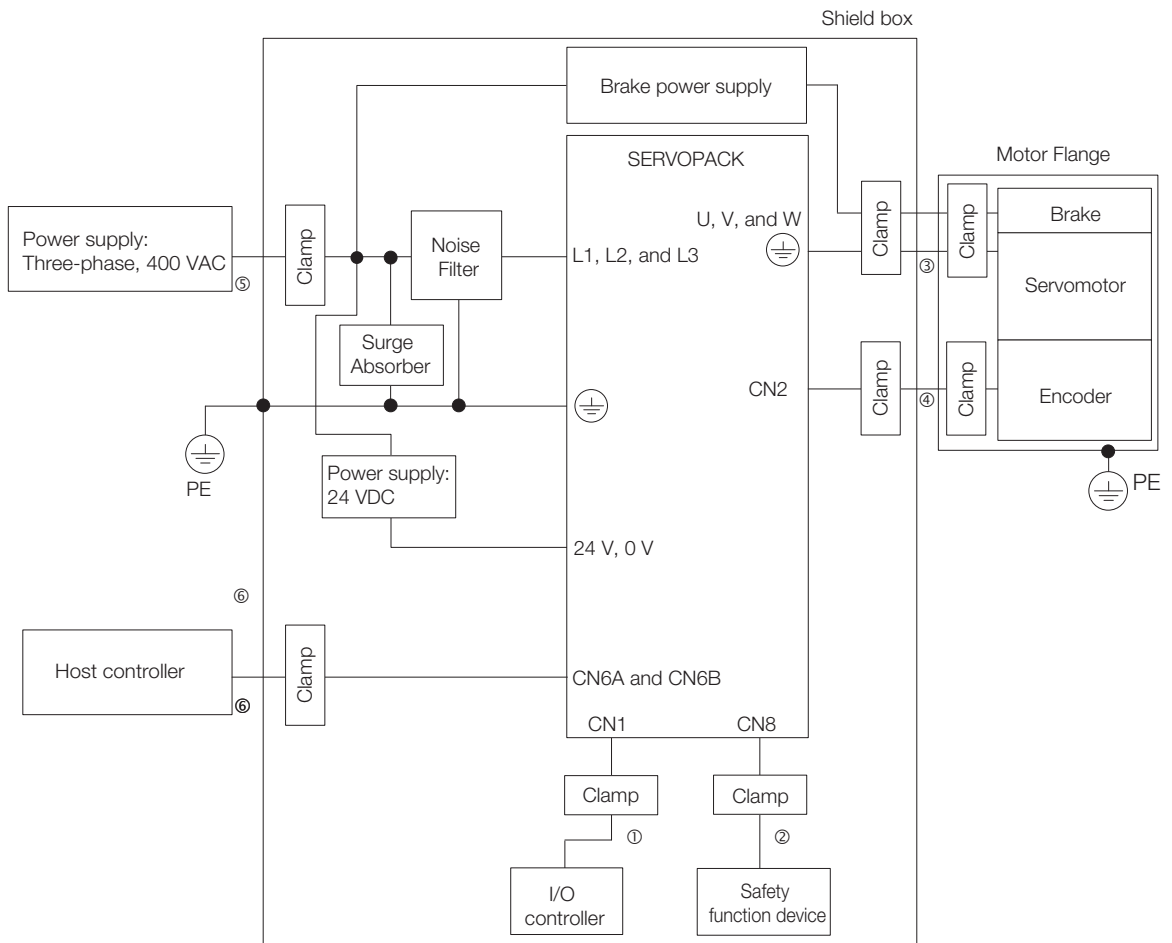 Shield box
Brake power supply
SERVOPACK
Motor Flange
Power supply:
Three-phase, 400 VAC
⑤
Clamp
Noise
Filter
L1, L2, and L3
U, V, and W
Clamp
③
Clamp
Brake
Servomotor
Surge
Absorber
CN2
Clamp
④
Clamp
Encoder
PE
PE
Power supply:
24 VDC
24 V, 0 V
⑥
Host controller
⑥
Clamp
CN6A and CN6B
CN1
CN8
Clamp
Clamp
①
②
I/O
controller
Safety
function device